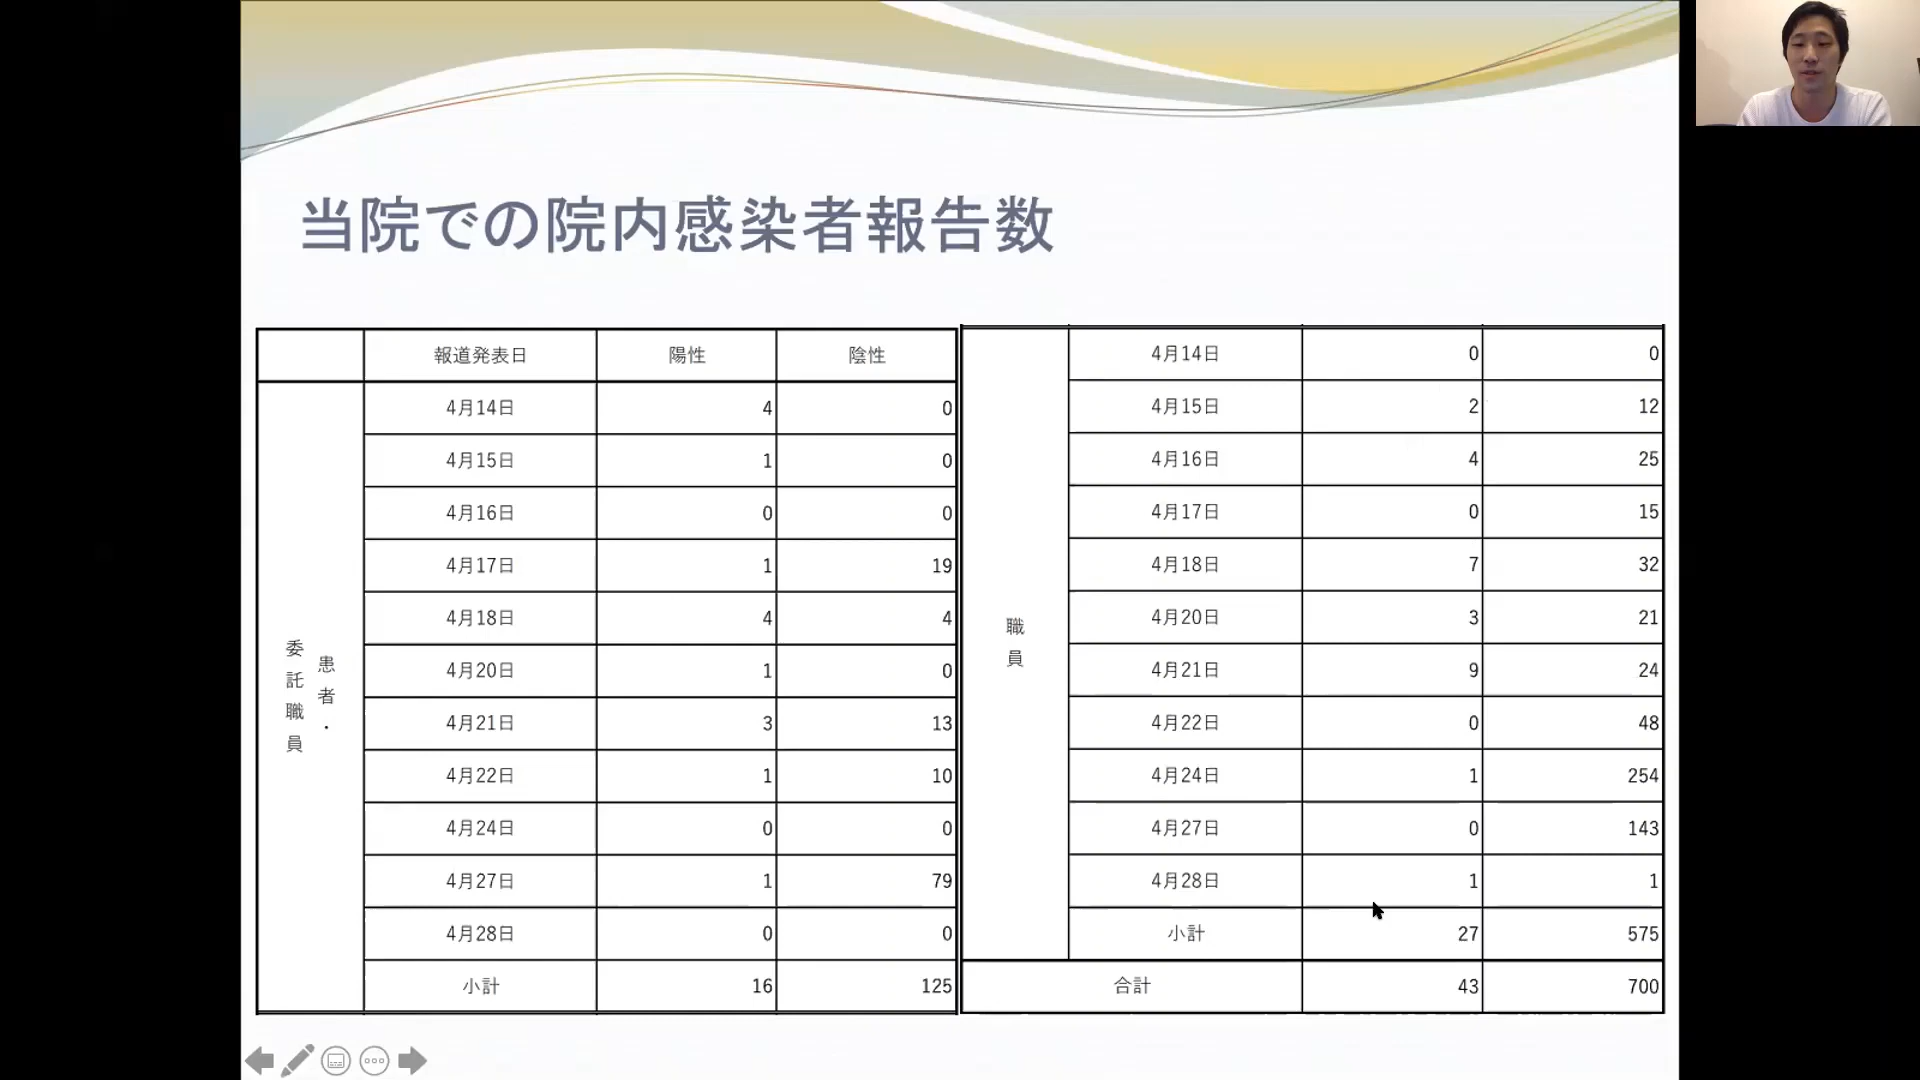 当院での院内感染者報告数
報道発表日 陽性 陰性
患者・
委託職員
4月14日 4 0
4月15日 1 0
4月16日 0 0
4月17日 1 19
4月18日 4 4
4月20日 1 0
4月21日 3 13
4月22日 1 10
4月24日 0 0
4月27日 1 79
4月28日 0 0
小計 16 125
職員
4月14日 0 0
4月15日 2 12
4月16日 4 25
4月17日 0 15
4月18日 7 32
4月20日 3 21
4月21日 9 24
4月22日 0 48
4月24日 1 254
4月27日 0 143
4月28日 1 1
小計 27 575
合計 43 700